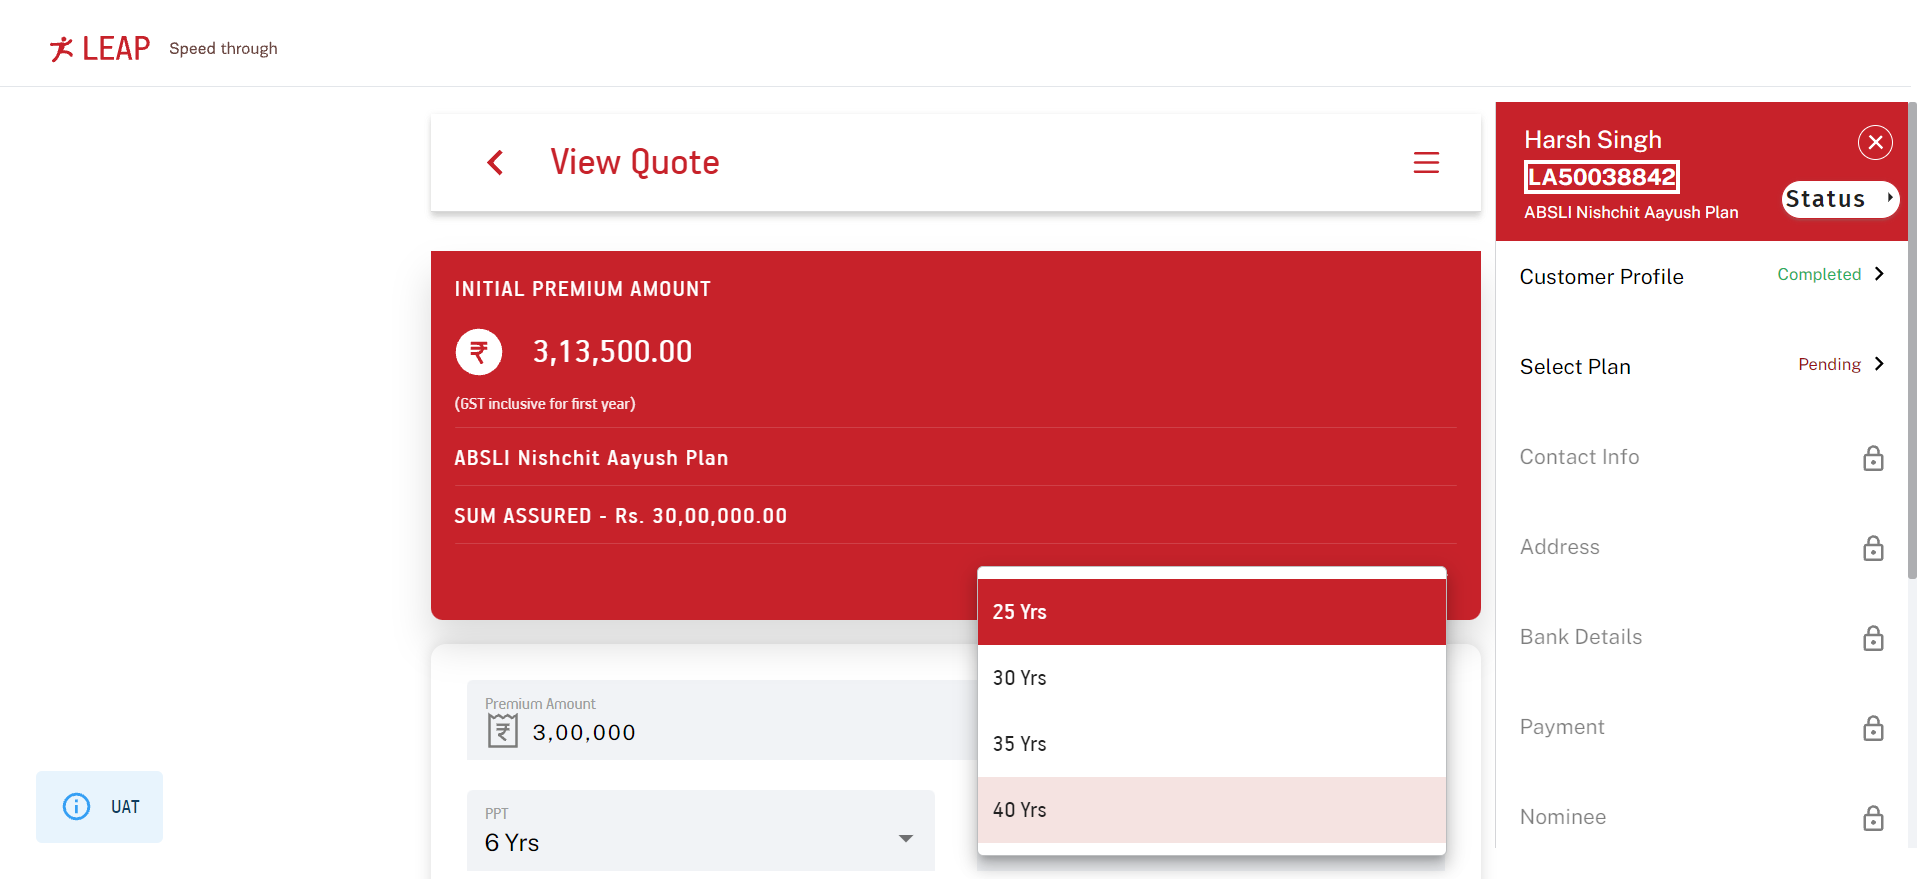 LEAP Speed through
View Quote
INITIAL PREMIUM AMOUNT
₹ 3,13,500.00
(GST inclusive for first year)
ABSLI Nishchit Aayush Plan
SUM ASSURED - Rs. 30,00,000.00
Premium Amount
₹ 3,00,000
PPT
6 Yrs
25 Yrs
30 Yrs
35 Yrs
40 Yrs
Harsh Singh
LA50038842
ABSLI Nishchit Aayush Plan
Status
Customer Profile Completed
Select Plan Pending
Contact Info
Address
Bank Details
Payment
Nominee
UAT